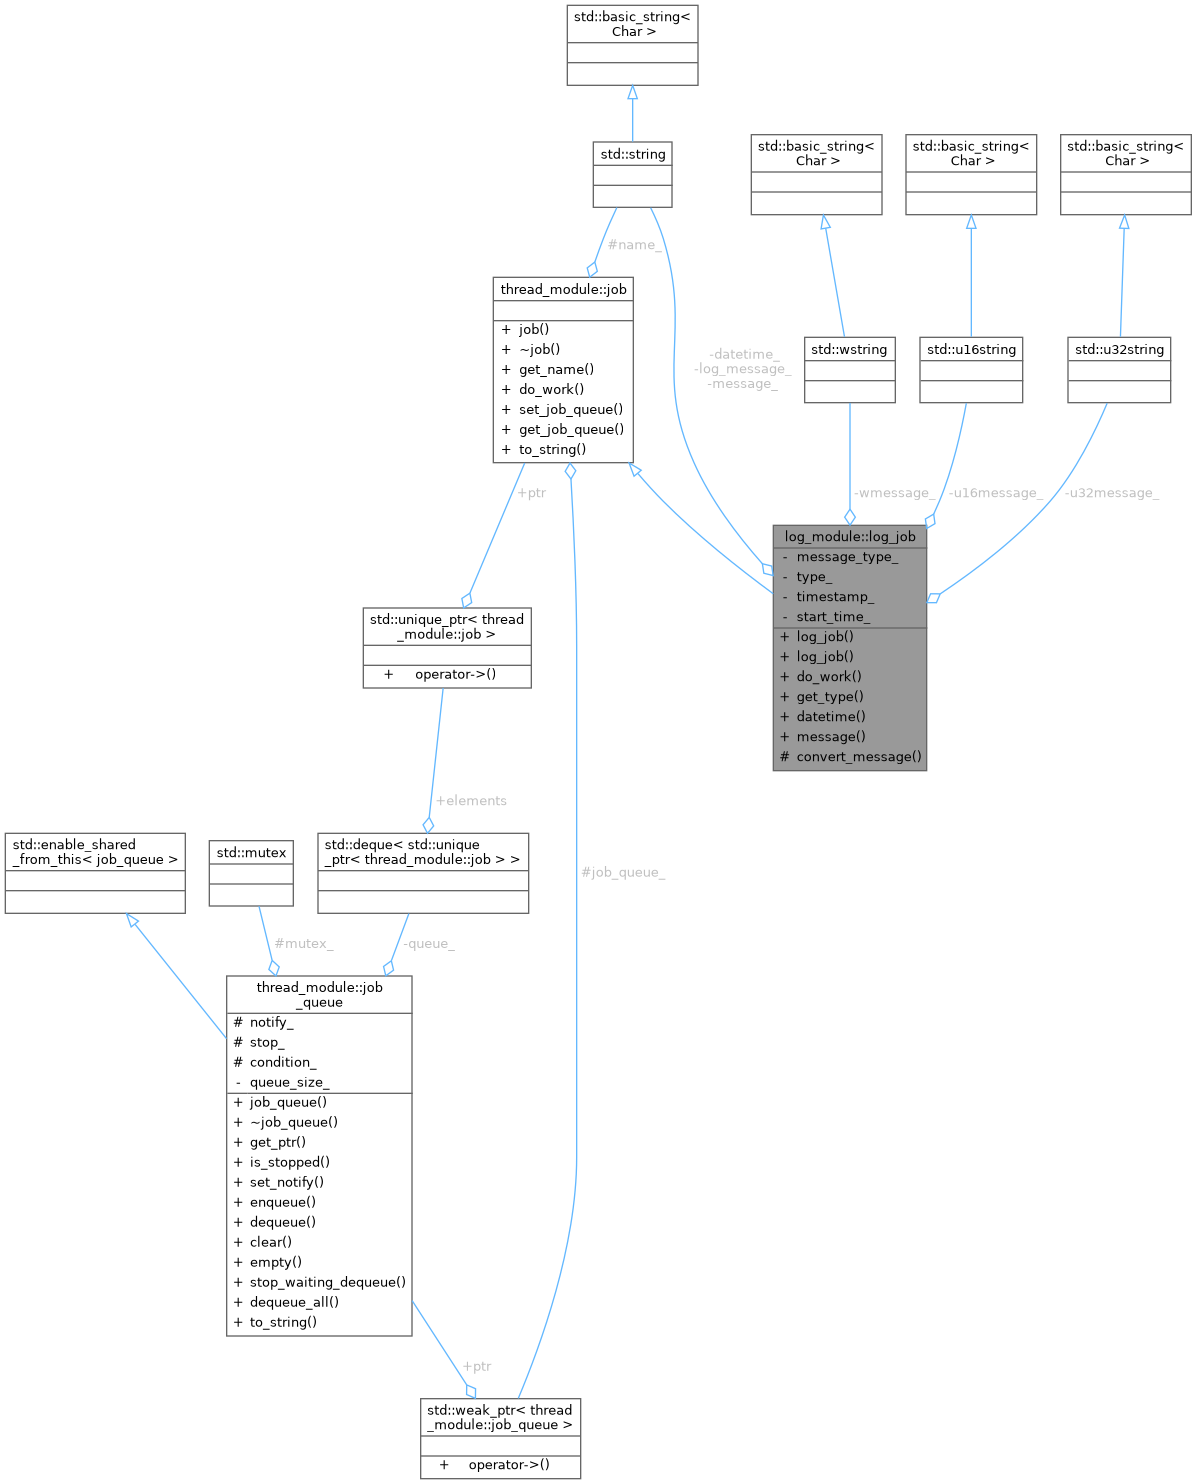 std::basic_string<
Char >
std::string
std::basic_string<
Char >
std::basic_string<
Char >
std::basic_string<
Char >
#name_
thread_module::job
+ job()
+ ~job()
+ get_name()
+ do_work()
+ set_job_queue()
+ get_job_queue()
+ to_string()
-datetime_
-log_message_
-message_
std::wstring
std::u16string
std::u32string
+ptr
-wmessage_
-u16message_
-u32message_
log_module::log_job
- message_type_
- type_
- timestamp_
- start_time_
+ log_job()
+ log_job()
+ do_work()
+ get_type()
+ datetime()
+ message()
# convert_message()
std::unique_ptr< thread
_module::job >
+ operator->()
+elements
std::enable_shared
_from_this< job_queue >
std::mutex
std::deque< std::unique
_ptr< thread_module::job > >
#job_queue_
#mutex_
-queue_
thread_module::job
_queue
# notify_
# stop_
# condition_
- queue_size_
+ job_queue()
+ ~job_queue()
+ get_ptr()
+ is_stopped()
+ set_notify()
+ enqueue()
+ dequeue()
+ clear()
+ empty()
+ stop_waiting_dequeue()
+ dequeue_all()
+ to_string()
+ptr
std::weak_ptr< thread
_module::job_queue >
+ operator->()